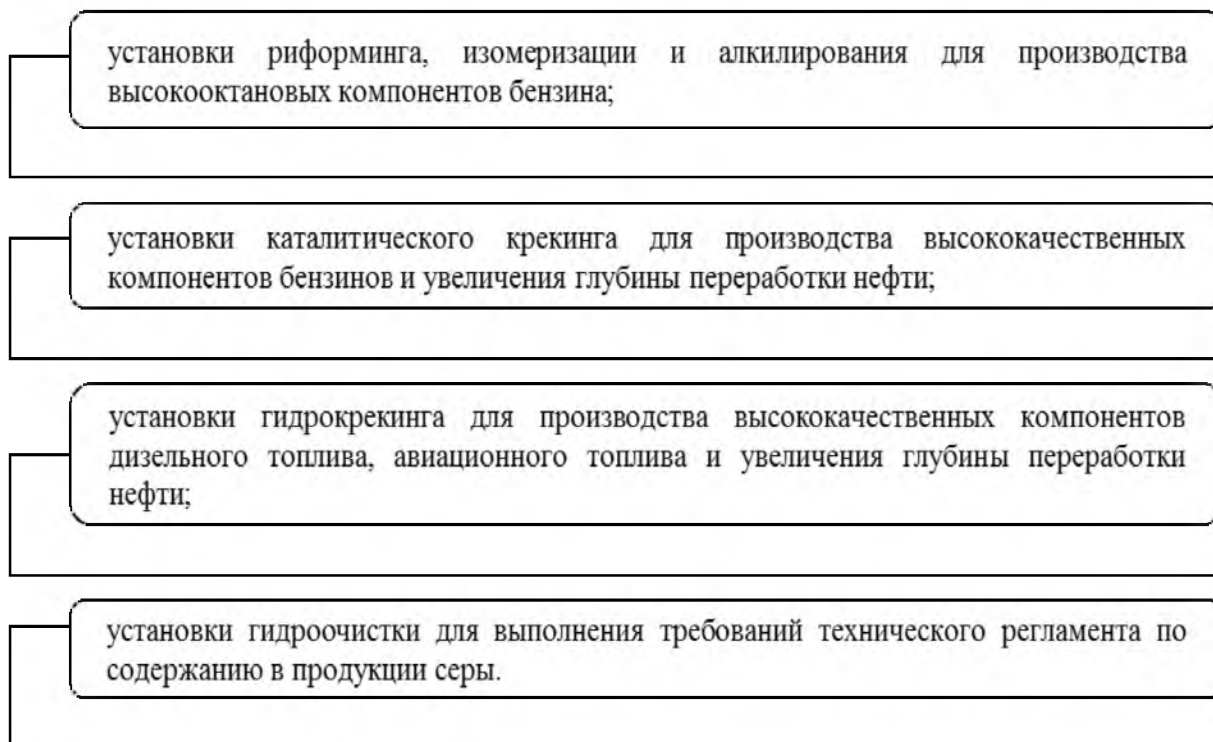 установки риформинга, изомеризации и алкилирования для производства
высокооктановых компонентов бензина;
установки каталитического крекинга для производства высококачественных
компонентов бензинов и увеличения глубины переработки нефти;
установки гидрокрекинга для производства высококачественных компонентов
дизельного топлива, авиационного топлива и увеличения глубины переработки
нефти;
установки гидроочистки для выполнения требований технического регламента по
содержанию в продукции серы.